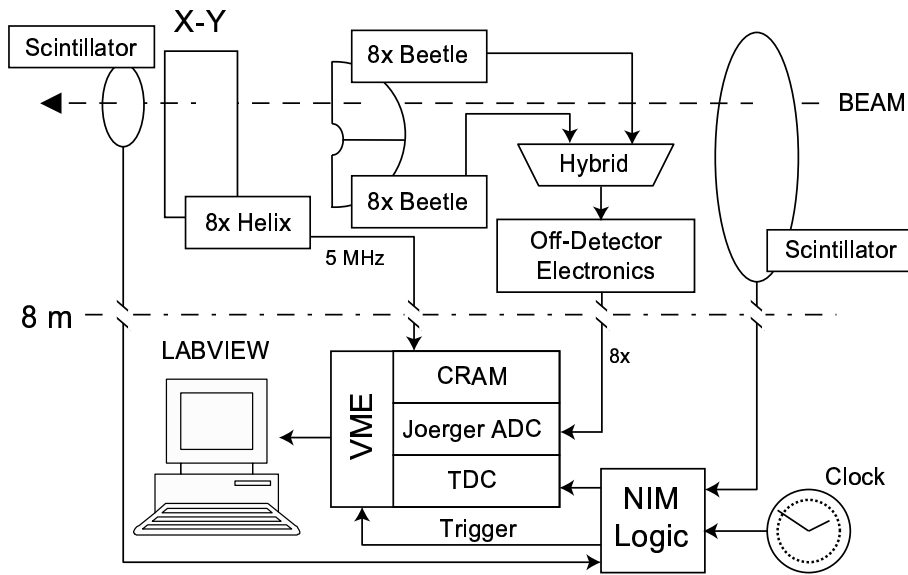 X-Y
Scintillator
8x Beetle
BEAM
Hybrid
8x Beetle
8x Helix
Off-Detector
Electronics
Scintillator
5 MHz
8 m
LABVIEW
8x
VME
CRAM
Joerger ADC
TDC
NIM
Logic
Clock
Trigger